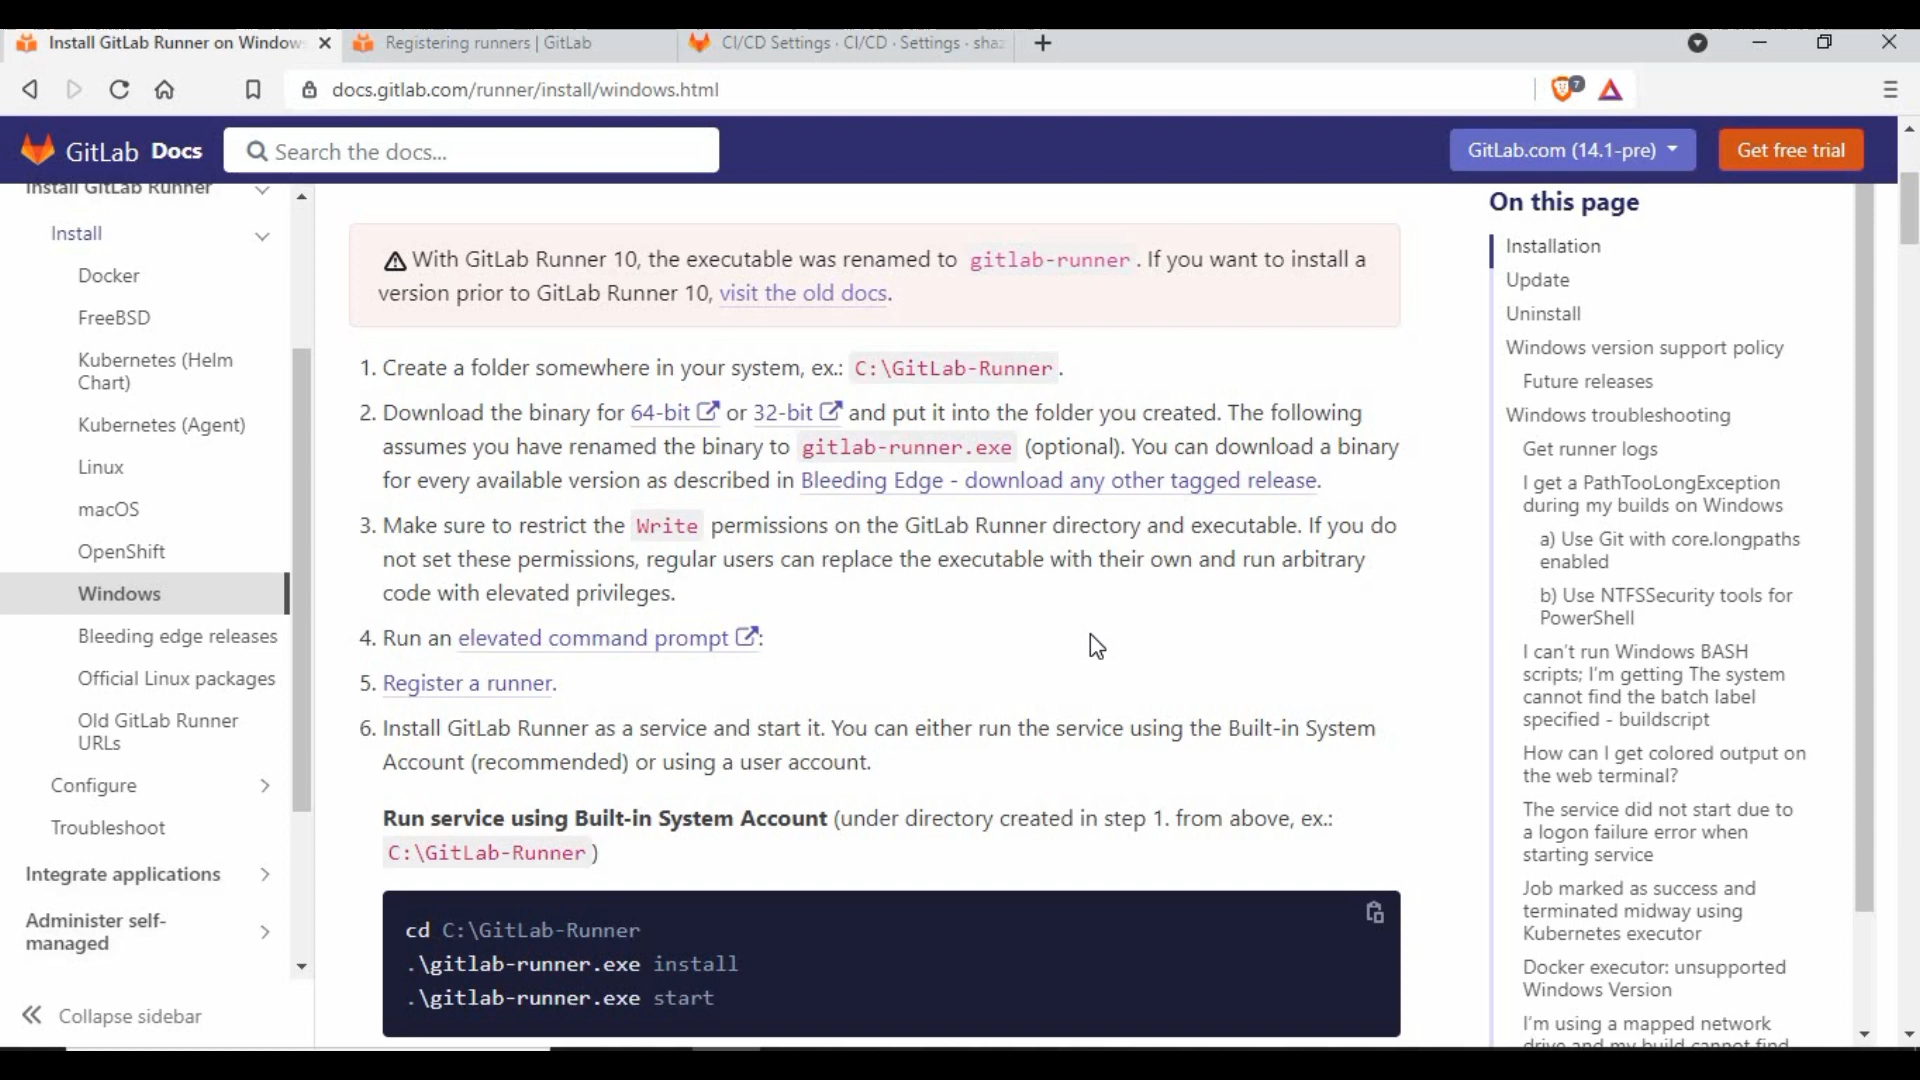 Install GitLab Runner on Windows
Registering runners | GitLab
CI/CD Settings · CI/CD · Settings · shaz
docs.gitlab.com/runner/install/windows.html
7
GitLab Docs
Search the docs...
GitLab.com (14.1-pre)
Get free trial
Install GitLab Runner
Install
Docker
FreeBSD
Kubernetes (Helm
Chart)
Kubernetes (Agent)
Linux
macOS
OpenShift
Windows
Bleeding edge releases
Official Linux packages
Old GitLab Runner
URLs
Configure
Troubleshoot
Integrate applications
Administer self-
managed
Collapse sidebar
With GitLab Runner 10, the executable was renamed to gitlab-runner. If you want to install a
version prior to GitLab Runner 10, visit the old docs.
1. Create a folder somewhere in your system, ex.: C:\GitLab-Runner.
2. Download the binary for 64-bit or 32-bit and put it into the folder you created. The following
assumes you have renamed the binary to gitlab-runner.exe (optional). You can download a binary
for every available version as described in Bleeding Edge - download any other tagged release.
3. Make sure to restrict the Write permissions on the GitLab Runner directory and executable. If you do
not set these permissions, regular users can replace the executable with their own and run arbitrary
code with elevated privileges.
4. Run an elevated command prompt:
5. Register a runner.
6. Install GitLab Runner as a service and start it. You can either run the service using the Built-in System
Account (recommended) or using a user account.
Run service using Built-in System Account (under directory created in step 1. from above, ex.:
C:\GitLab-Runner)
cd C:\GitLab-Runner
.\gitlab-runner.exe install
.\gitlab-runner.exe start
On this page
Installation
Update
Uninstall
Windows version support policy
Future releases
Windows troubleshooting
Get runner logs
I get a PathTooLongException
during my builds on Windows
a) Use Git with core.longpaths
enabled
b) Use NTFSSecurity tools for
PowerShell
I can't run Windows BASH
scripts; I'm getting The system
cannot find the batch label
specified - buildscript
How can I get colored output on
the web terminal?
The service did not start due to
a logon failure error when
starting service
Job marked as success and
terminated midway using
Kubernetes executor
Docker executor: unsupported
Windows Version
I'm using a mapped network
drive and my build cannot find